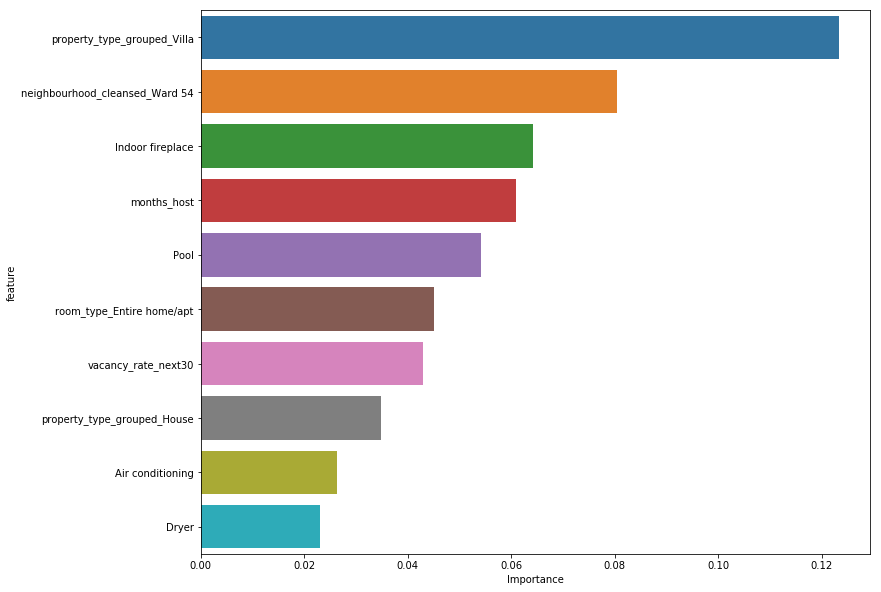 property_type_grouped_Villa
neighbourhood_cleansed_Ward 54
Indoor fireplace
months_host
Pool
room_type_Entire home/apt
vacancy_rate_next30
property_type_grouped_House
Air conditioning
Dryer
feature
0.00 0.02 0.04 0.06 0.08 0.10 0.12
Importance